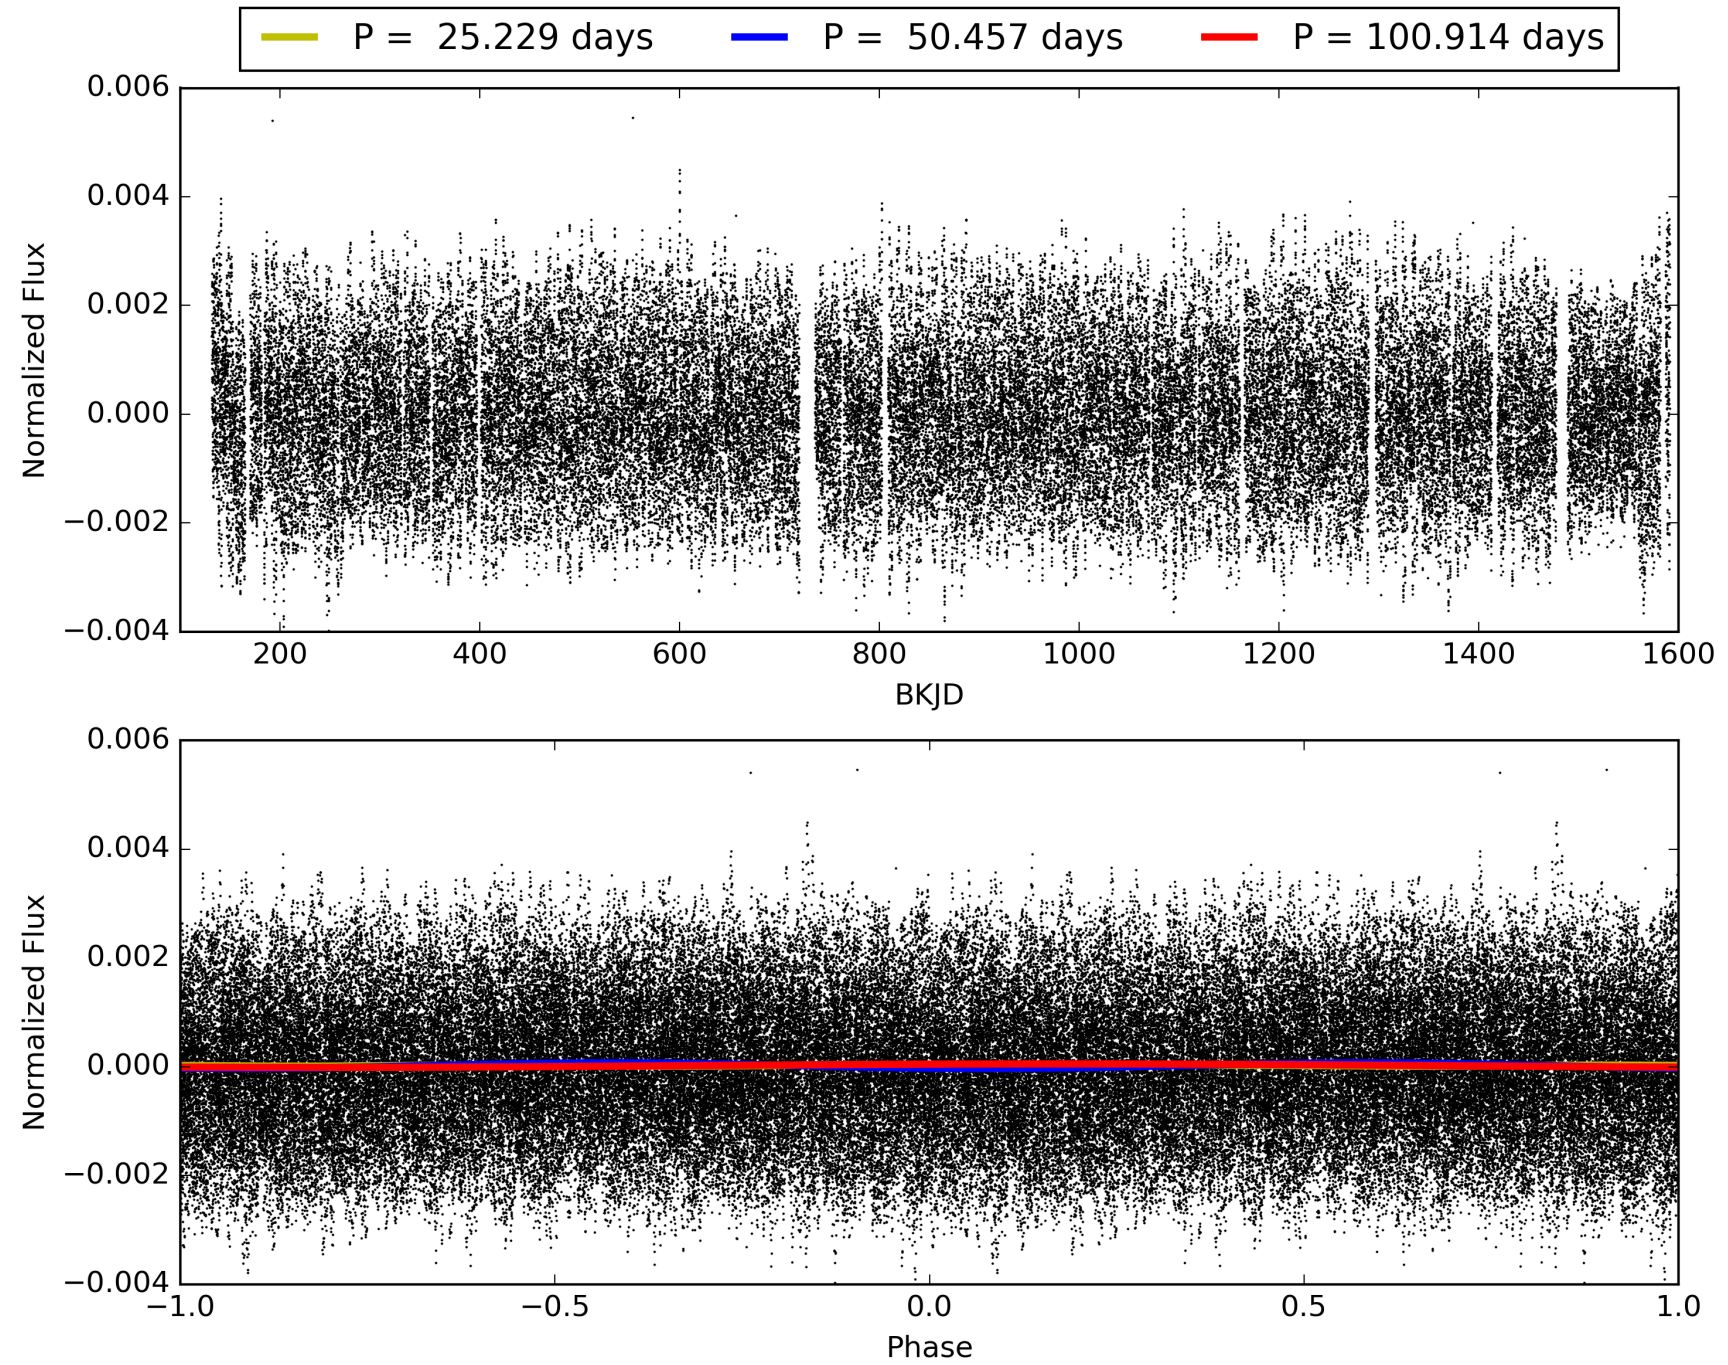 P = 25.229 days P = 50.457 days P = 100.914 days
0.006
0.004
0.002
0.000
−0.002
−0.004
Normalized Flux
200 400 600 800 1000 1200 1400 1600
BKJD
0.006
0.004
0.002
0.000
−0.002
−0.004
Normalized Flux
−1.0 −0.5 0.0 0.5 1.0
Phase